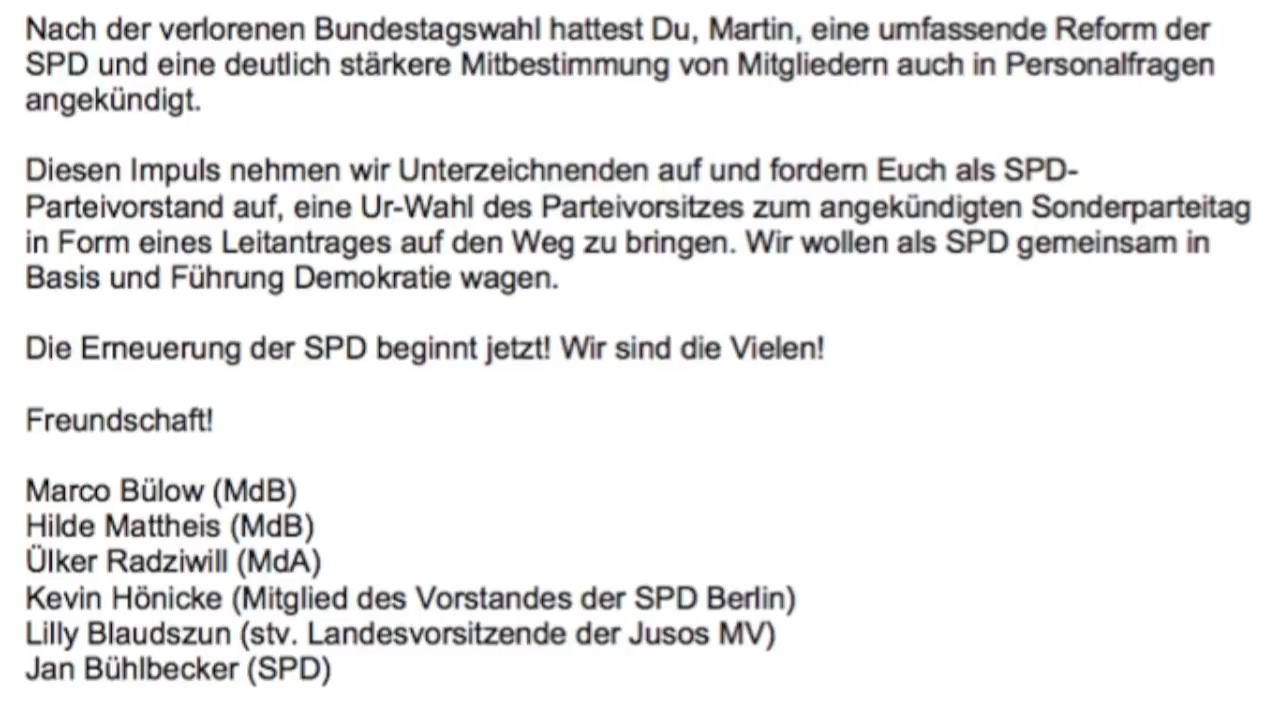 Nach der verlorenen Bundestagswahl hattest Du, Martin, eine umfassende Reform der
SPD und eine deutlich stärkere Mitbestimmung von Mitgliedern auch in Personalfragen
angekündigt.
Diesen Impuls nehmen wir Unterzeichnenden auf und fordern Euch als SPD-
Parteivorstand auf, eine Ur-Wahl des Parteivorsitzes zum angekündigten Sonderparteitag
in Form eines Leitantrages auf den Weg zu bringen. Wir wollen als SPD gemeinsam in
Basis und Führung Demokratie wagen.
Die Erneuerung der SPD beginnt jetzt! Wir sind die Vielen!
Freundschaft!
Marco Bülow (MdB)
Hilde Mattheis (MdB)
Ülker Radziwill (MdA)
Kevin Hönicke (Mitglied des Vorstandes der SPD Berlin)
Lilly Blaudszun (stv. Landesvorsitzende der Jusos MV)
Jan Bühlbecker (SPD)